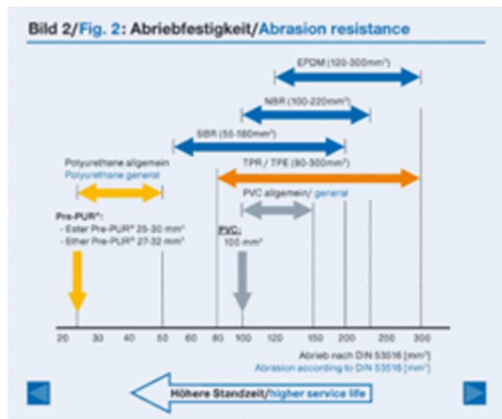 Bild 2/Fig. 2: Abriebfestigkeit/Abrasion resistance
EPDM (120-300mm³)
NBR (100-220mm³)
SBR (55-180mm³)
Polyurethane allgemein
Polyurethane general
TPR / TPE (80-300mm³)
PVC allgemein/ general
Pre-PUR®:
- Ester Pre-PUR® 25-30 mm³
- Ether Pre-PUR® 27-32 mm³
PVC:
100 mm³
20 30 40 50 60 80 100 120 150 200 250 300
Abrieb nach DIN 53516 [mm³]
Abrasion according to DIN 53516 [mm³]
Höhere Standzeit/higher service life